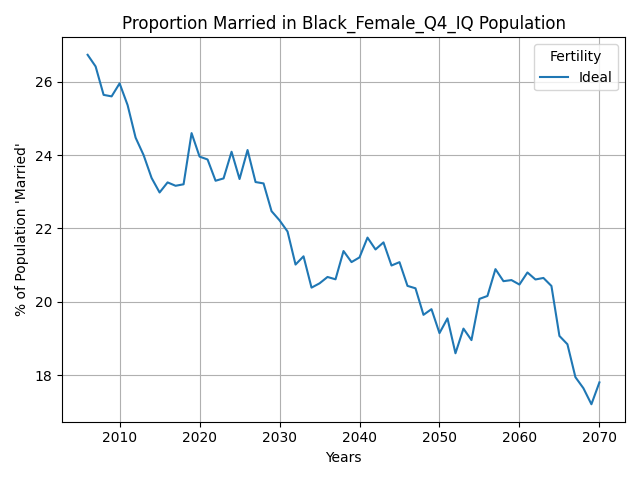 Proportion Married in Black_Female_Q4_IQ Population
Fertility
Ideal
% of Population 'Married'
26
24
22
20
18
2010 2020 2030 2040 2050 2060 2070
Years